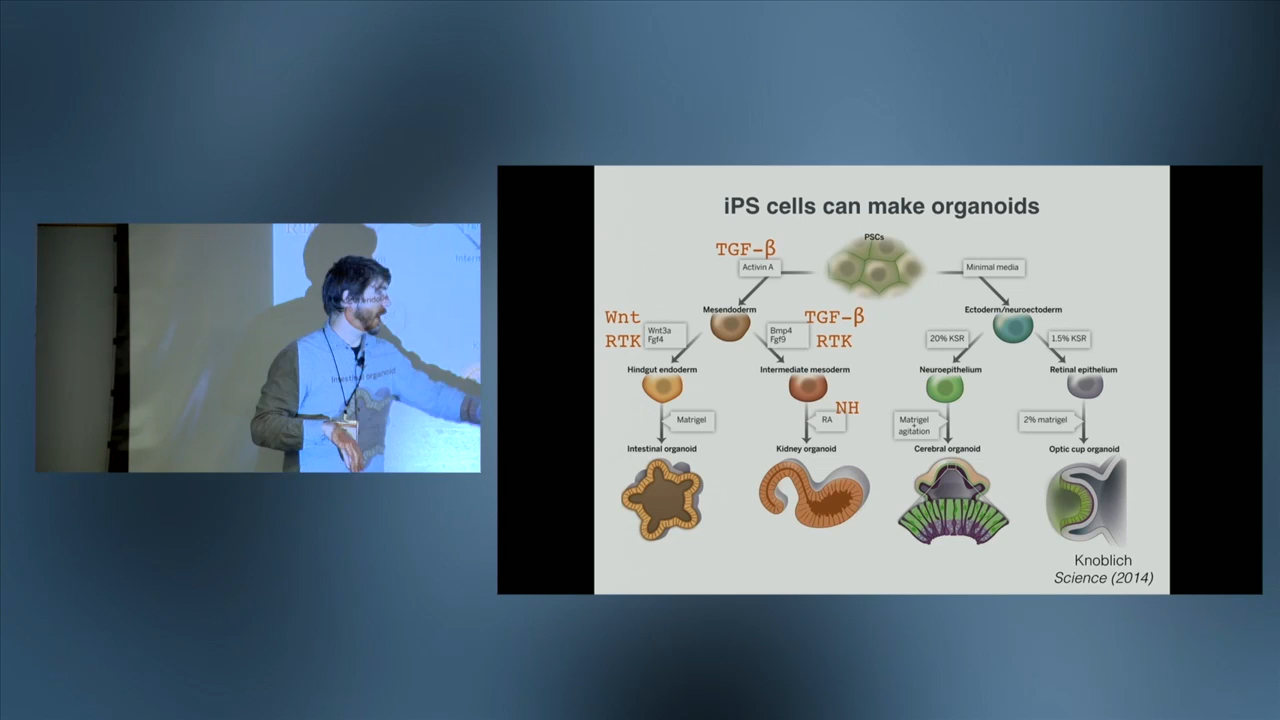 iPS cells can make organoids
PSCs
TGF-β
Activin A
Minimal media
Mesendoderm
Ectoderm/neuroectoderm
Wnt
RTK
Wnt3a
Fgf4
Bmp4
Fgf9
TGF-β
RTK
20% KSR
1.5% KSR
Hindgut endoderm
Intermediate mesoderm
Neuroepithelium
Retinal epithelium
Matrigel
RA
NH
Matrigel
+
agitation
2% matrigel
Intestinal organoid
Kidney organoid
Cerebral organoid
Optic cup organoid
Knoblich
Science (2014)
Intestinal organoid